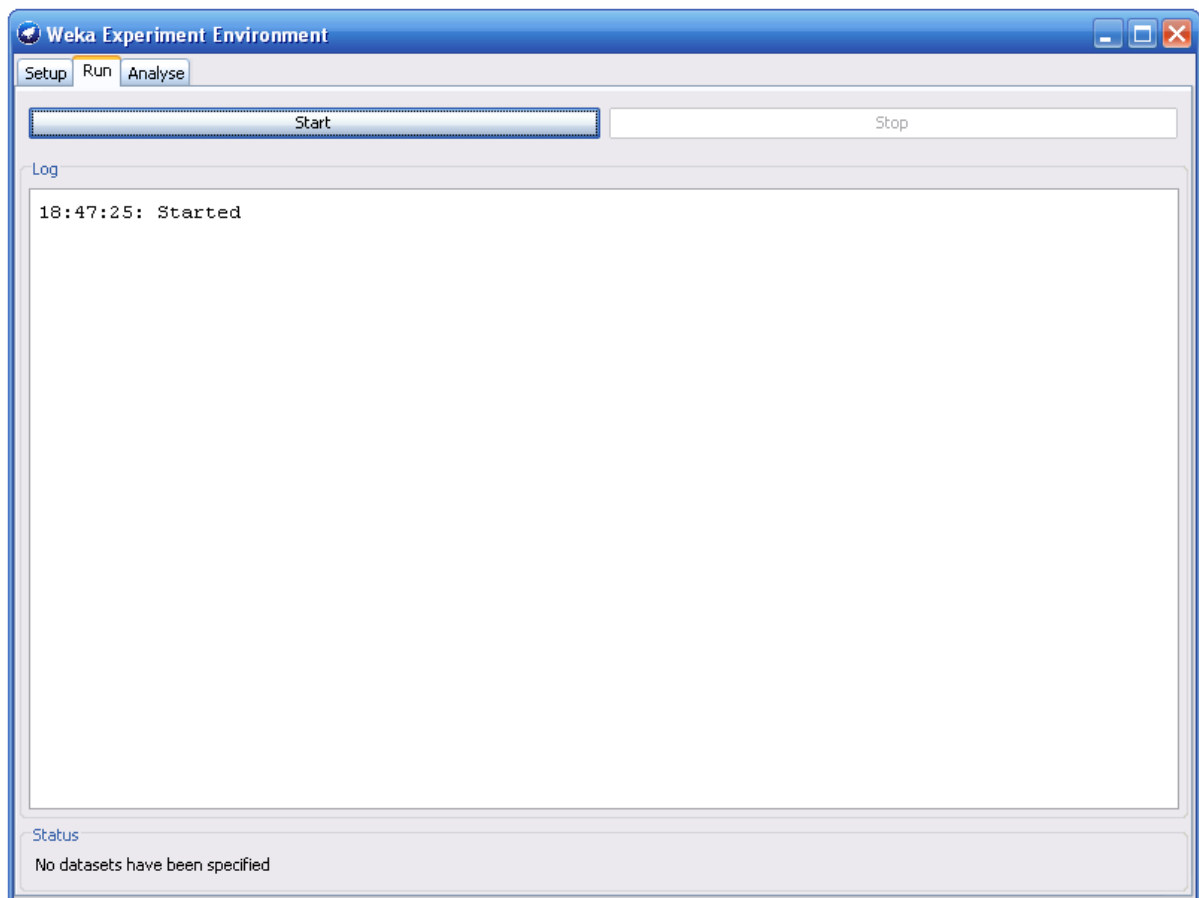 Weka Experiment Environment
Setup Run Analyse
Start Stop
Log
18:47:25: Started
Status
No datasets have been specified